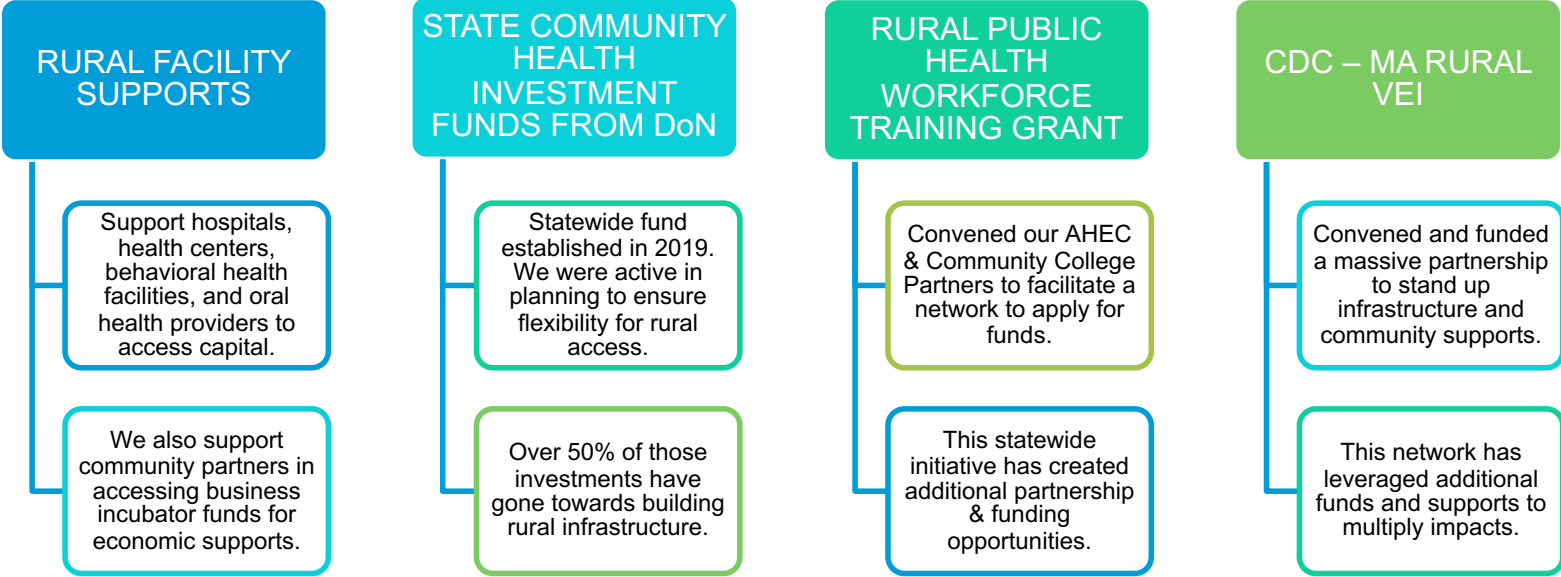 RURAL FACILITY
SUPPORTS
Support hospitals,
health centers,
behavioral health
facilities, and oral
health providers to
access capital.
We also support
community partners in
accessing business
incubator funds for
economic supports.
STATE COMMUNITY
HEALTH
INVESTMENT
FUNDS FROM DoN
Statewide fund
established in 2019.
We were active in
planning to ensure
flexibility for rural
access.
Over 50% of those
investments have
gone towards building
rural infrastructure.
RURAL PUBLIC
HEALTH
WORKFORCE
TRAINING GRANT
Convened our AHEC
& Community College
Partners to facilitate a
network to apply for
funds.
This statewide
initiative has created
additional partnership
& funding
opportunities.
CDC – MA RURAL
VEI
Convened and funded
a massive partnership
to stand up
infrastructure and
community supports.
This network has
leveraged additional
funds and supports to
multiply impacts.